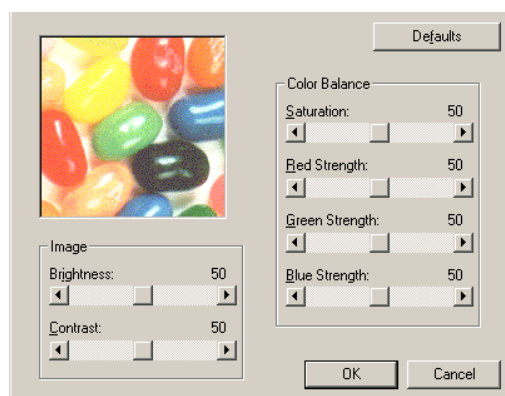 Defaults
Color Balance
Saturation: 50
Red Strength: 50
Green Strength: 50
Blue Strength: 50
Image
Brightness: 50
Contrast: 50
OK Cancel